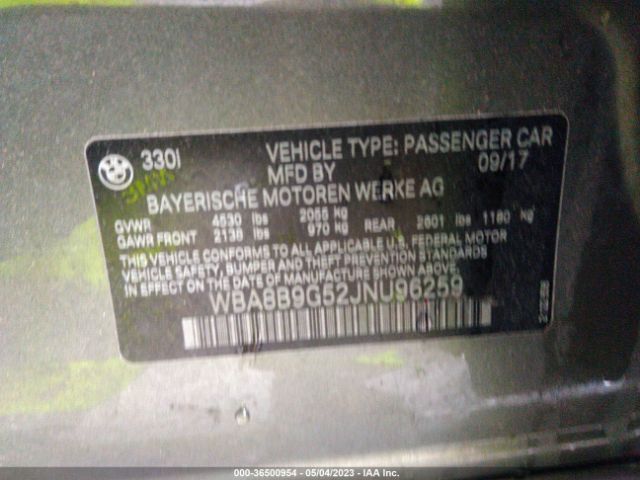 330I VEHICLE TYPE: PASSENGER CAR
MFD BY 09/17
BAYERISCHE MOTOREN WERKE AG
GVWR 4630 lbs 2065 kg
GAWR FRONT 2138 lbs 970 kg REAR 2601 lbs 1180 kg
THIS VEHICLE CONFORMS TO ALL APPLICABLE U.S. FEDERAL MOTOR
VEHICLE SAFETY, BUMPER, AND THEFT PREVENTION STANDARDS
IN EFFECT ON THE DATE OF MANUFACTURE SHOWN ABOVE.
WBA8B9G52JNU96259
000-36500954 - 05/04/2023 - IAA Inc.